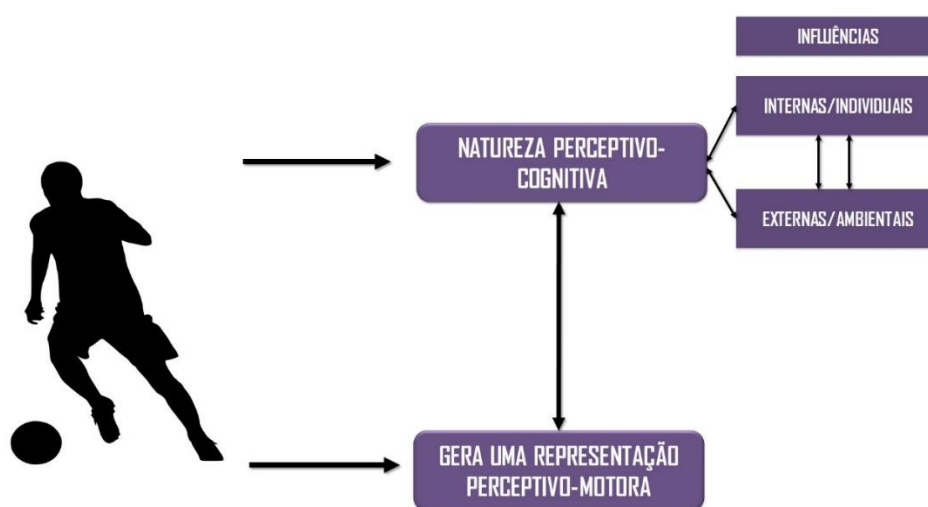 INFLUÊNCIAS
INTERNAS/INDIVIDUAIS
NATUREZA PERCEPTIVO-
COGNITIVA
EXTERNAS/AMBIENTAIS
GERA UMA REPRESENTAÇÃO
PERCEPTIVO-MOTORA